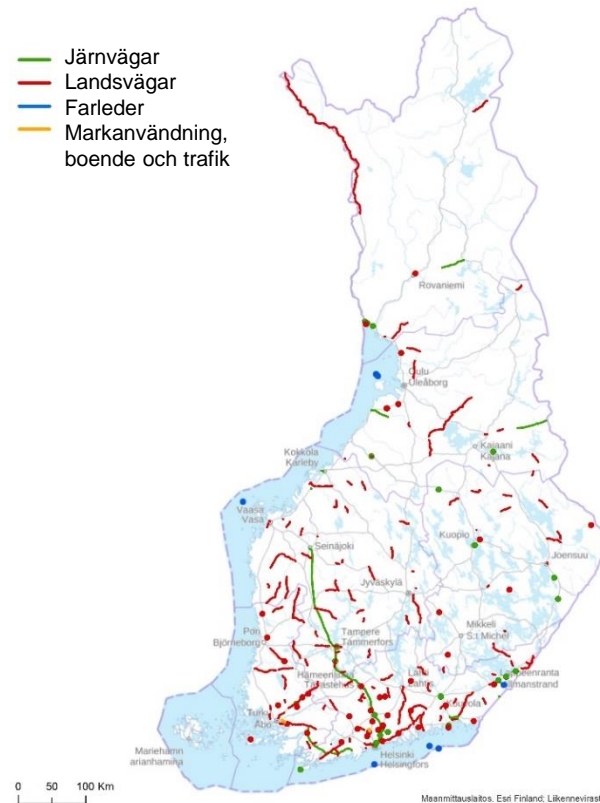 Järnvägar
Landsvägar
Farleder
Markanvändning,
boende och trafik
Rovaniemi
Oulu
Uleåborg
Kajaani
Kajana
Kokkola
Karleby
Vaasa
Vasa
Kuopio
Seinäjoki
Joensuu
Jyväskylä
Mikkeli
S:t Michel
Pori
Björneborg
Tampere
Tammerfors
Hämeenlinna
Tavastehus
Lahti
Lahtis
Lappeenranta
Villmanstrand
Kouvola
Turku
Åbo
Mariehamn
Maarianhamina
Helsinki
Helsingfors
0 50 100 Km
Maanmittauslaitos, Esri Finland; Liikennevirasto